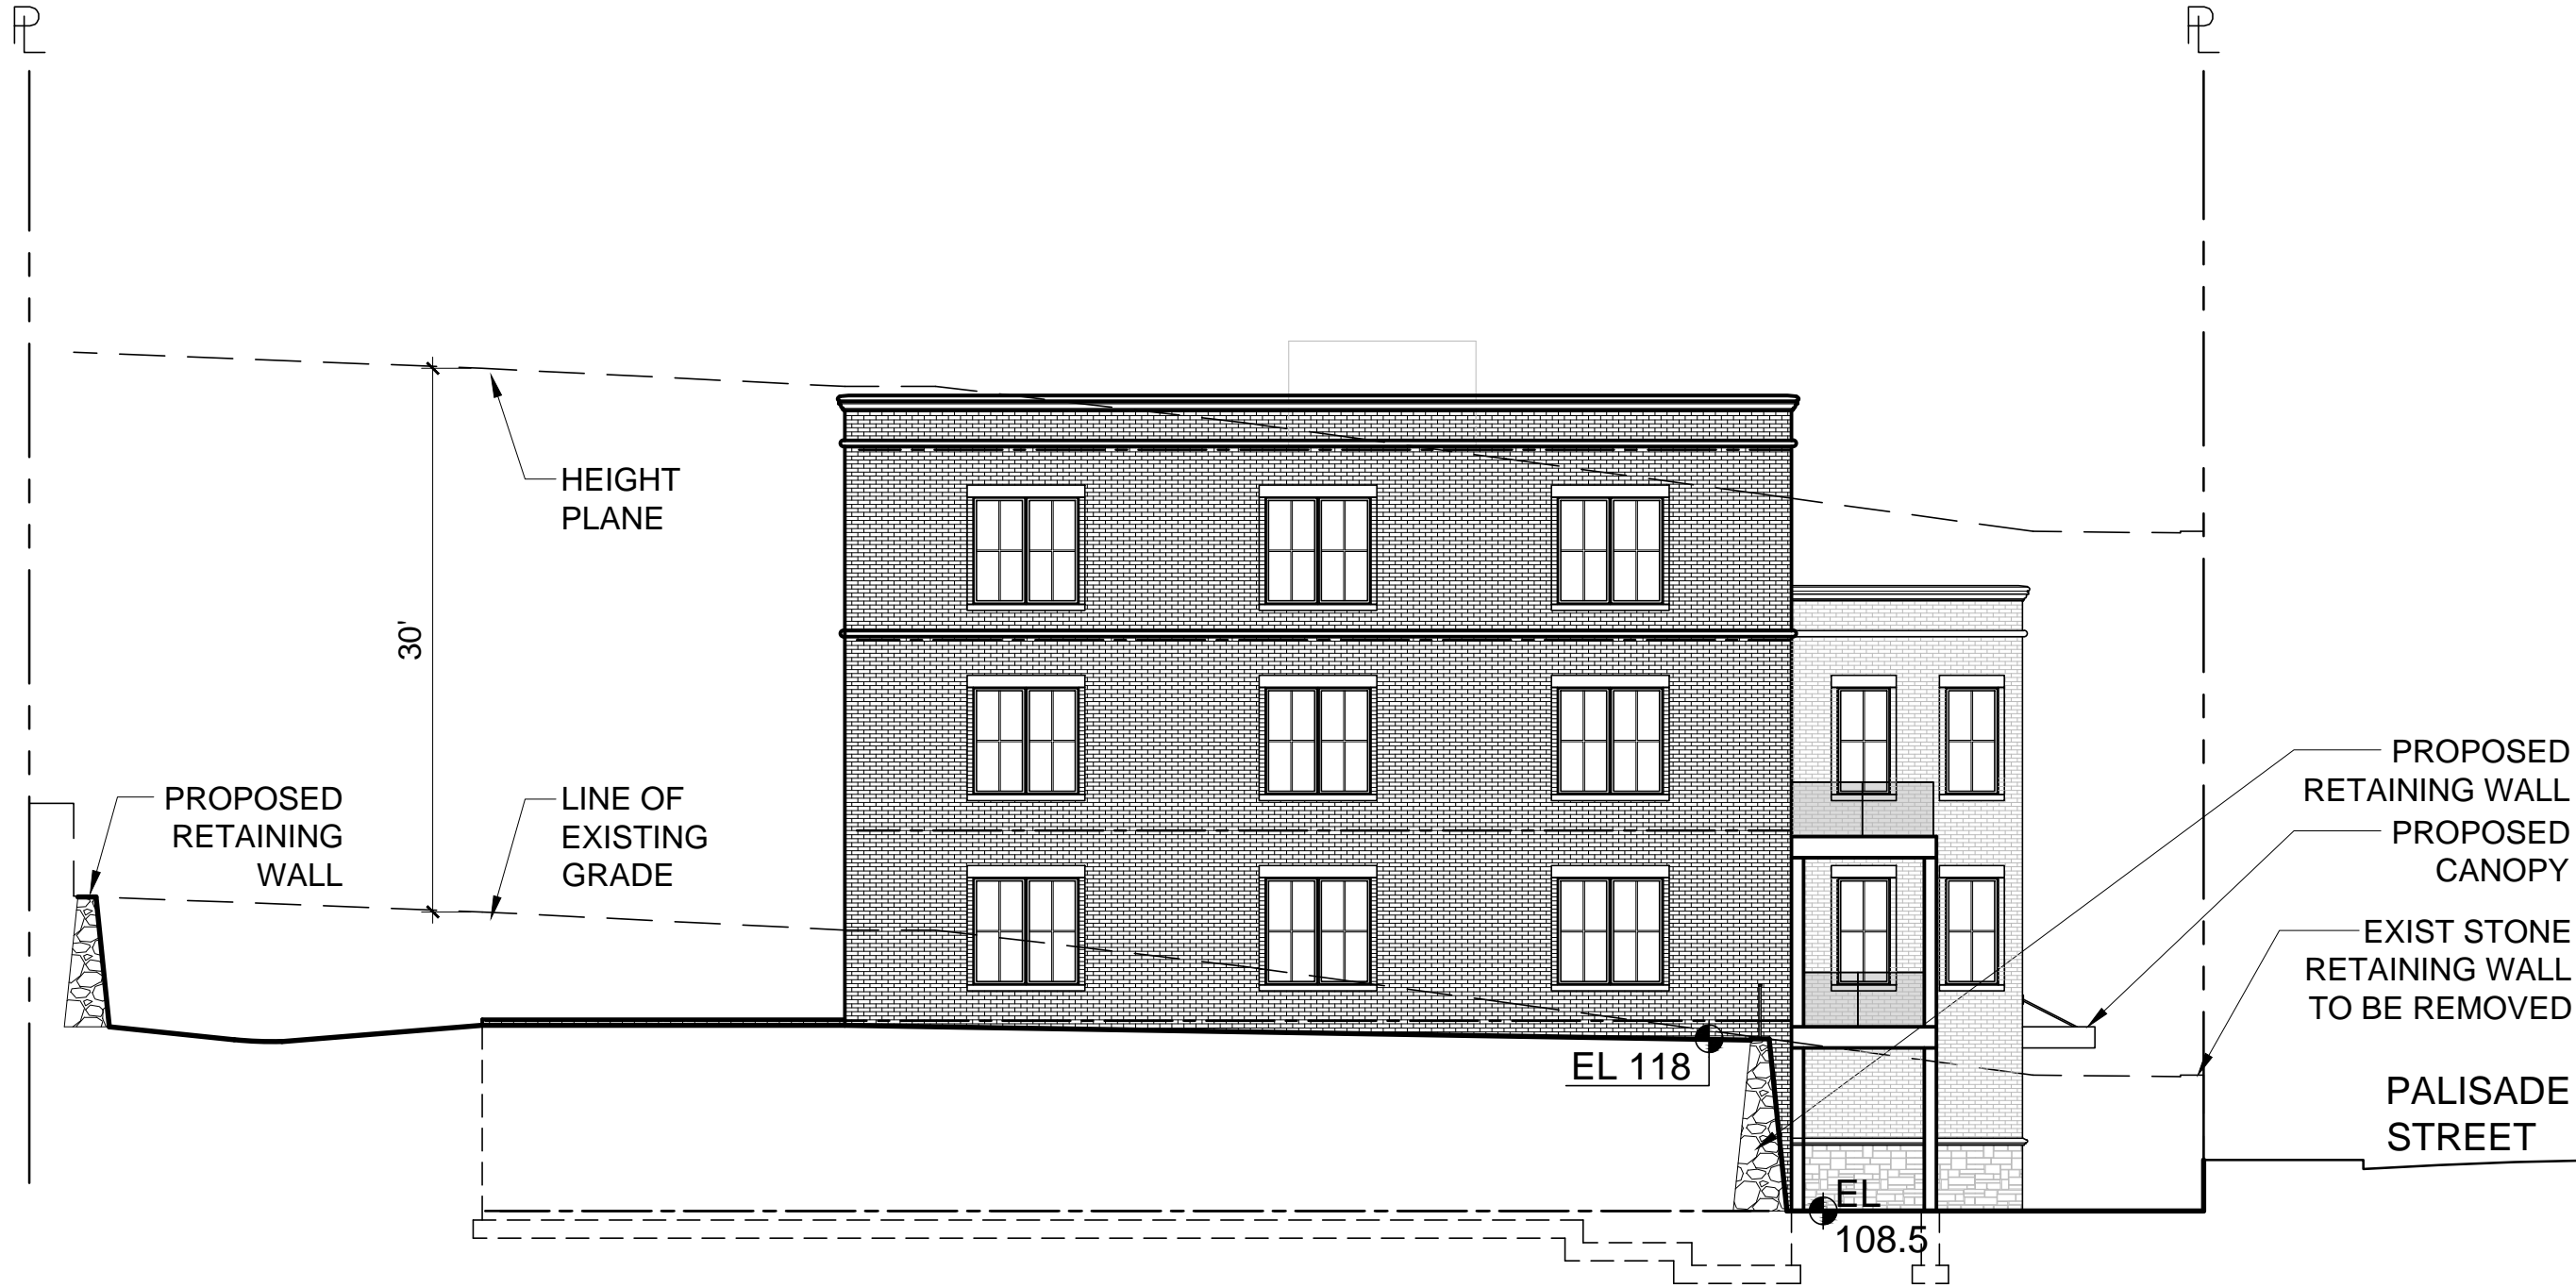 PL
PL
HEIGHT
PLANE
30'
PROPOSED
RETAINING
WALL
LINE OF
EXISTING
GRADE
PROPOSED
RETAINING WALL
PROPOSED
CANOPY
EXIST STONE
RETAINING WALL
TO BE REMOVED
EL 118
PALISADE
STREET
EL
108.5